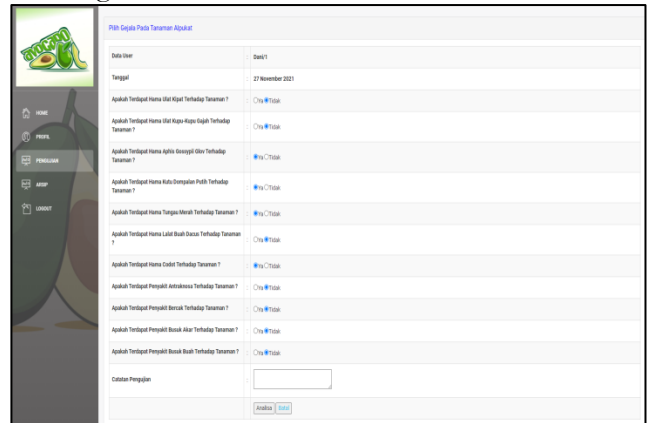 AVOCADO
HOME
PROFIL
PENGUJIAN
ARSIP
LOGOUT
Pilih Gejala Pada Tanaman Alpukat
Data User : Dani/1
Tanggal : 27 November 2021
Apakah Terdapat Hama Ulat Kipat Terhadap Tanaman ? : Ya Tidak
Apakah Terdapat Hama Ulat Kupu-Kupu Gajah Terhadap
Tanaman ? : Ya Tidak
Apakah Terdapat Hama Aphis Gossypii Glov Terhadap
Tanaman ? : Ya Tidak
Apakah Terdapat Hama Kutu Dompolan Putih Terhadap
Tanaman ? : Ya Tidak
Apakah Terdapat Hama Tungau Merah Terhadap Tanaman ? : Ya Tidak
Apakah Terdapat Hama Lalat Buah Dacus Terhadap Tanaman
? : Ya Tidak
Apakah Terdapat Hama Codot Terhadap Tanaman ? : Ya Tidak
Apakah Terdapat Penyakit Antraknosa Terhadap Tanaman ? : Ya Tidak
Apakah Terdapat Penyakit Bercak Terhadap Tanaman ? : Ya Tidak
Apakah Terdapat Penyakit Busuk Akar Terhadap Tanaman ? : Ya Tidak
Apakah Terdapat Penyakit Busuk Buah Terhadap Tanaman ? : Ya Tidak
Catatan Pengujian :
Analisa Batal